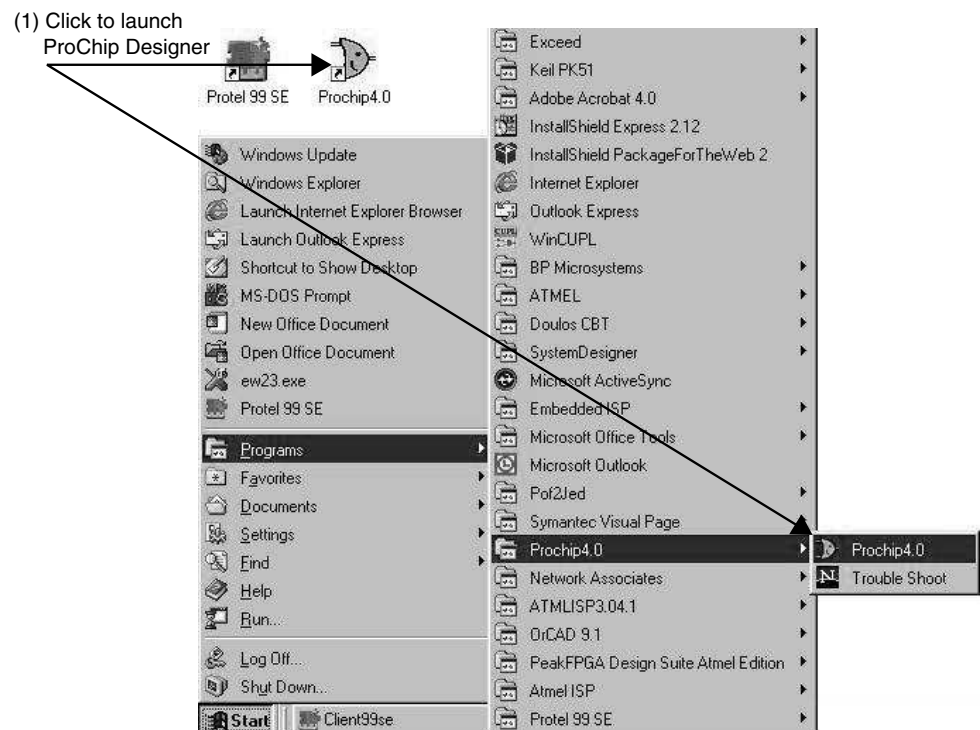 (1) Click to launch
ProChip Designer
Protel 99 SE
Prochip4.0
Windows Update
Windows Explorer
Launch Internet Explorer Browser
Launch Outlook Express
Shortcut to Show Desktop
MS-DOS Prompt
New Office Document
Open Office Document
ew23.exe
Protel 99 SE
Programs
Favorites
Documents
Settings
Find
Help
Run...
Log Off...
Shut Down...
Start
Client99se
Exceed
Keil PK51
Adobe Acrobat 4.0
InstallShield Express 2.12
InstallShield PackageForTheWeb 2
Internet Explorer
Outlook Express
WinCUPL
BP Microsystems
ATMEL
Doulos CBT
SystemDesigner
Microsoft ActiveSync
Embedded ISP
Microsoft Office Tools
Microsoft Outlook
Pof2Jed
Symantec Visual Page
Prochip4.0
Network Associates
ATMLISP3.04.1
OrCAD 9.1
PeakFPGA Design Suite Atmel Edition
Atmel ISP
Protel 99 SE
Prochip4.0
Trouble Shoot